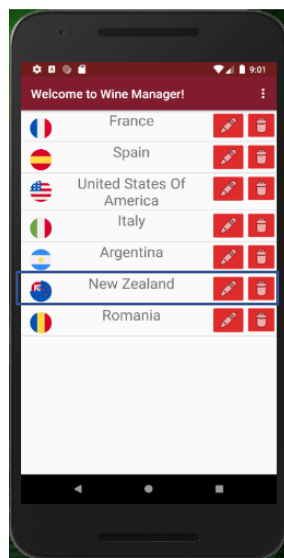 9:01
Welcome to Wine Manager!
France
Spain
United States Of
America
Italy
Argentina
New Zealand
Romania